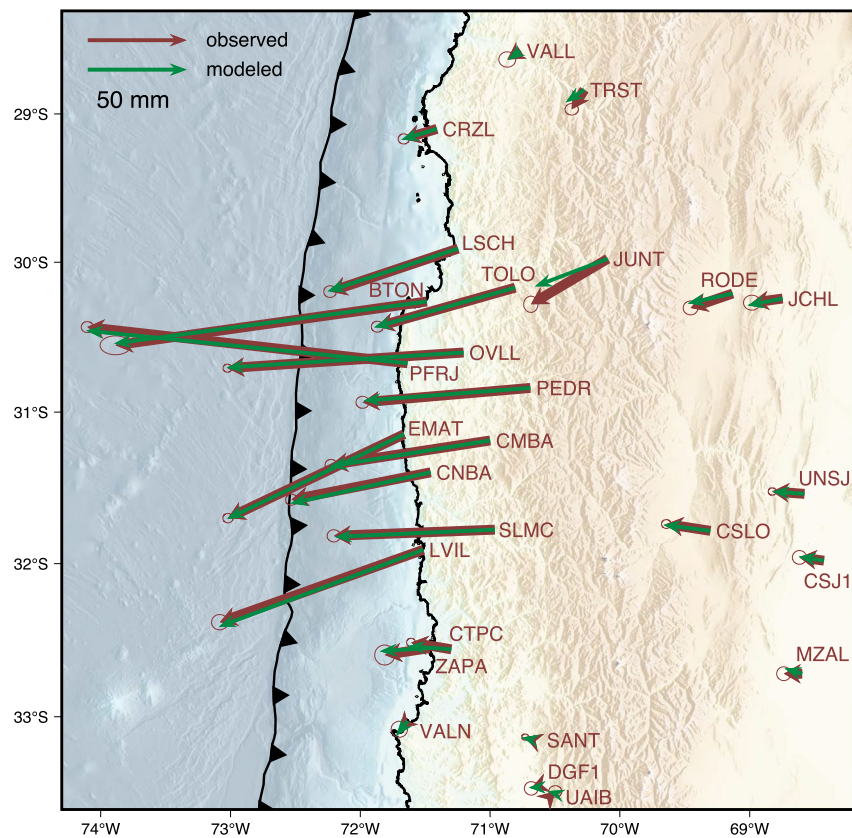 observed
VALL
modeled
TRST
50 mm
29°S
CRZL
LSCH
JUNT
30°S
TOLO
RODE
BTON
JCHL
OVLL
PFRJ
PEDR
31°S
EMAT
CMBA
CNBA
UNSJ
SLMC
CSLO
LVIL
32°S
CSJ1
CTPC
MZAL
ZAPA
33°S
VALN
SANT
DGF1
UAIB
74°W 73°W 72°W 71°W 70°W 69°W